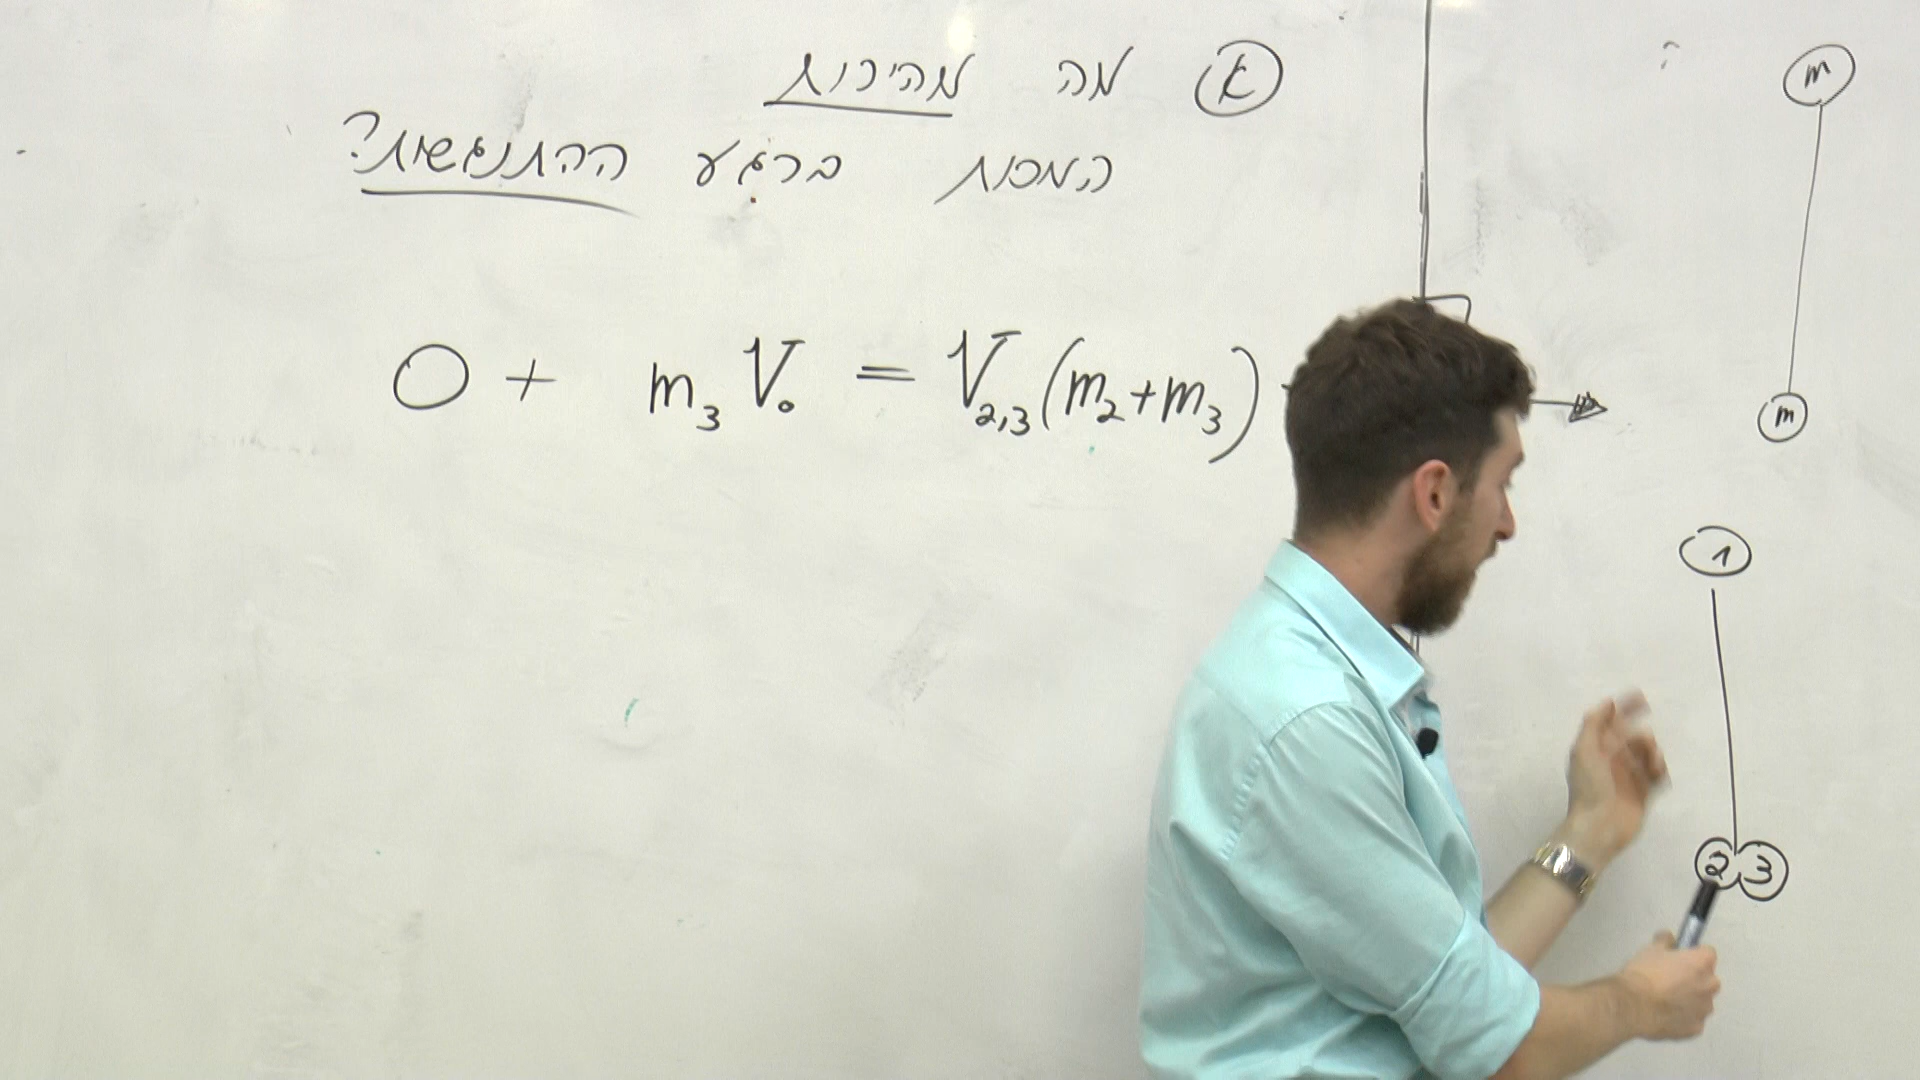 א מה מהירות
המסות ברגע ההתנגשות?
0 + m₃ V₀ = V₂,₃ (m₂ + m₃)
m
m
1
2 3